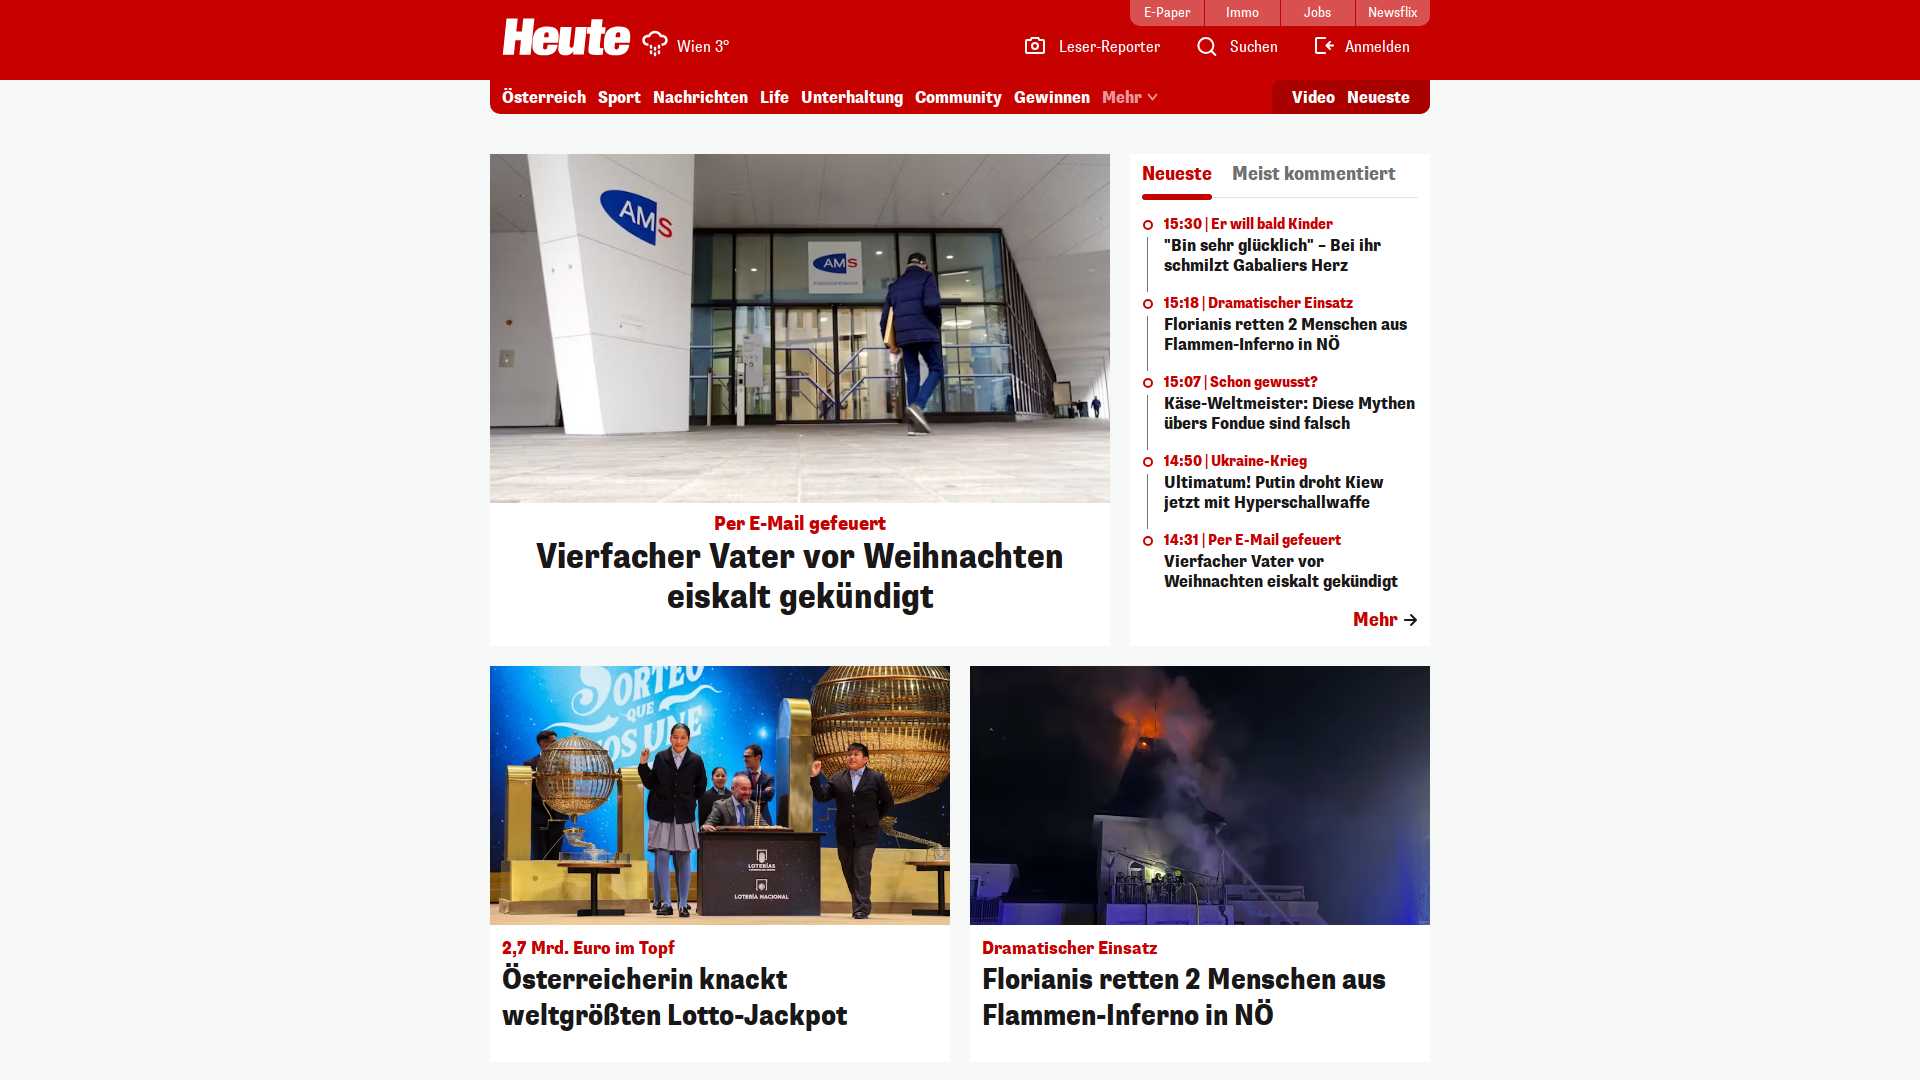 E-Paper
Immo
Jobs
Newsflix
Heute
Wien 3°
Leser-Reporter
Suchen
Anmelden
Österreich
Sport
Nachrichten
Life
Unterhaltung
Community
Gewinnen
Mehr
Video
Neueste
AMS
AMS
Per E-Mail gefeuert
Vierfacher Vater vor Weihnachten
eiskalt gekündigt
Neueste
Meist kommentiert
15:30 | Er will bald Kinder
"Bin sehr glücklich" – Bei ihr
schmilzt Gabaliers Herz
15:18 | Dramatischer Einsatz
Florianis retten 2 Menschen aus
Flammen-Inferno in NÖ
15:07 | Schon gewusst?
Käse-Weltmeister: Diese Mythen
übers Fondue sind falsch
14:50 | Ukraine-Krieg
Ultimatum! Putin droht Kiew
jetzt mit Hyperschallwaffe
14:31 | Per E-Mail gefeuert
Vierfacher Vater vor
Weihnachten eiskalt gekündigt
Mehr
SORTEO
QUE
NOS UNE
LOTERÍAS
LOTERÍA NACIONAL
2,7 Mrd. Euro im Topf
Österreicherin knackt
weltgrößten Lotto-Jackpot
Dramatischer Einsatz
Florianis retten 2 Menschen aus
Flammen-Inferno in NÖ